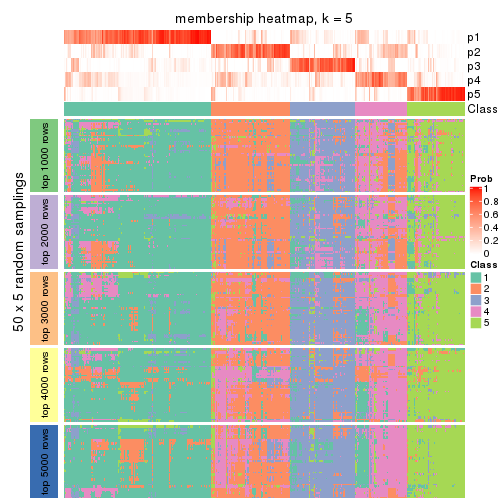 membership heatmap, k = 5
p1
p2
p3
p4
p5
Class
50 x 5 random samplings
top 1000 rows
top 2000 rows
top 3000 rows
top 4000 rows
top 5000 rows
Prob
1
0.8
0.6
0.4
0.2
0
Class
1
2
3
4
5